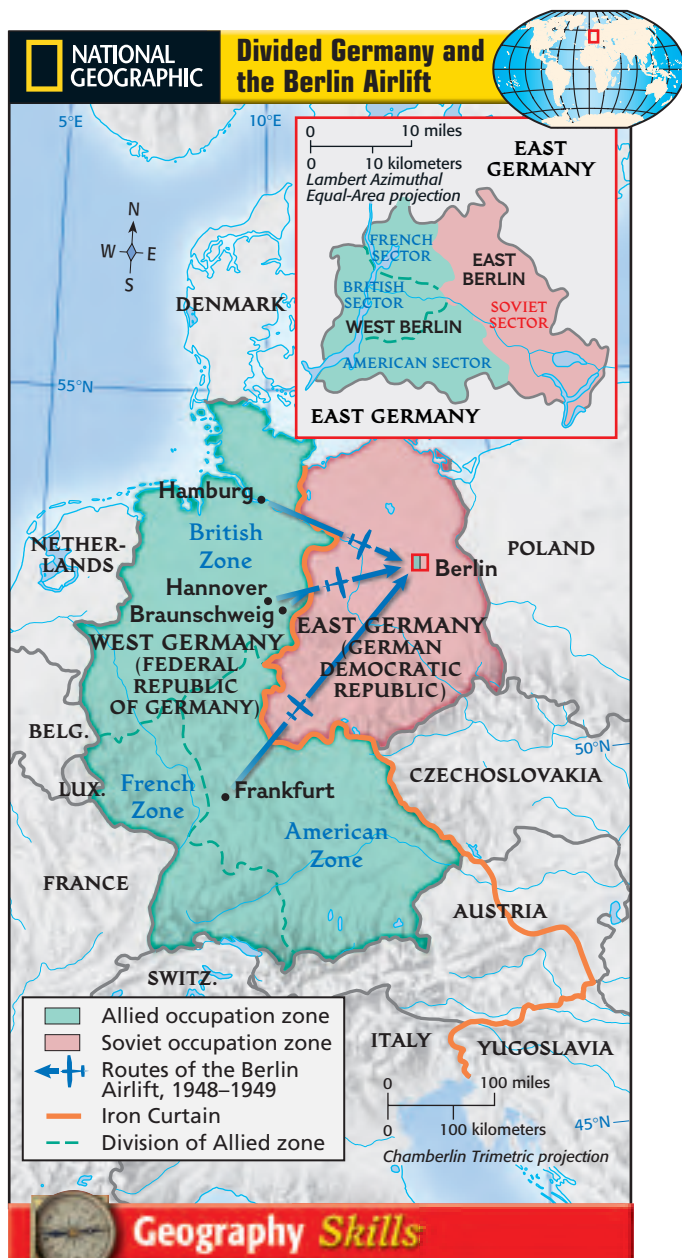 NATIONAL
GEOGRAPHIC
Divided Germany and
the Berlin Airlift
5°E
10°E
N
W E
S
0 10 miles
0 10 kilometers
Lambert Azimuthal
Equal-Area projection
EAST
GERMANY
FRENCH
SECTOR
EAST
BERLIN
BRITISH
SECTOR
SOVIET
SECTOR
WEST BERLIN
AMERICAN SECTOR
EAST GERMANY
DENMARK
55°N
Hamburg
British
Zone
NETHER-
LANDS
POLAND
Berlin
Hannover
Braunschweig
WEST GERMANY
(FEDERAL
REPUBLIC
OF GERMANY)
EAST GERMANY
(GERMAN
DEMOCRATIC
REPUBLIC)
BELG.
50°N
LUX.
French
Zone
Frankfurt
CZECHOSLOVAKIA
American
Zone
FRANCE
AUSTRIA
SWITZ.
ITALY
YUGOSLAVIA
Allied occupation zone
Soviet occupation zone
Routes of the Berlin
Airlift, 1948–1949
Iron Curtain
Division of Allied zone
0 100 miles
0 100 kilometers
45°N
Chamberlin Trimetric projection
Geography Skills